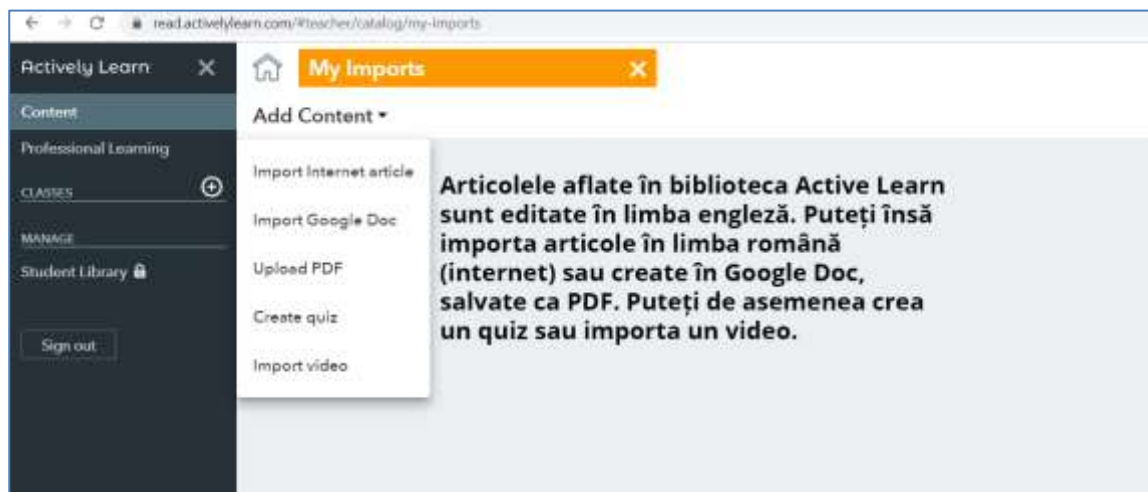 read.activelylearn.com/#teacher/catalog/my-imports
Actively Learn
My Imports
Content
Add Content
Professional Learning
CLASSES
MANAGE
Student Library
Sign out
Import Internet article
Import Google Doc
Upload PDF
Create quiz
Import video
Articolele aflate în biblioteca Active Learn
sunt editate în limba engleză. Puteți însă
importa articole în limba română
(internet) sau create în Google Doc,
salvate ca PDF. Puteți de asemenea crea
un quiz sau importa un video.